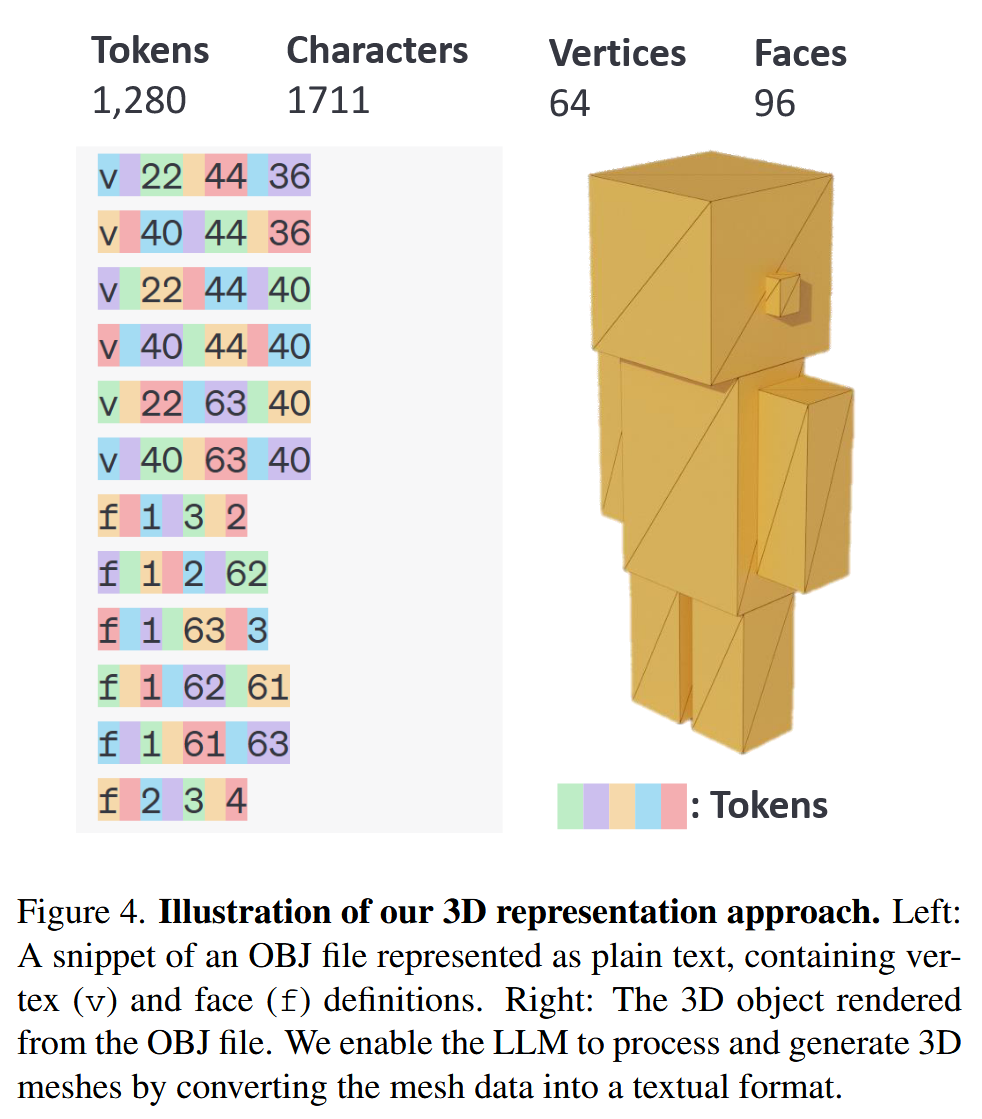 Tokens Characters Vertices Faces
1,280 1711 64 96
v 22 44 36
v 40 44 36
v 22 44 40
v 40 44 40
v 22 63 40
v 40 63 40
f 1 3 2
f 1 2 62
f 1 63 3
f 1 62 61
f 1 61 63
f 2 3 4
: Tokens
Figure 4. Illustration of our 3D representation approach. Left:
A snippet of an OBJ file represented as plain text, containing ver-
tex (v) and face (f) definitions. Right: The 3D object rendered
from the OBJ file. We enable the LLM to process and generate 3D
meshes by converting the mesh data into a textual format.